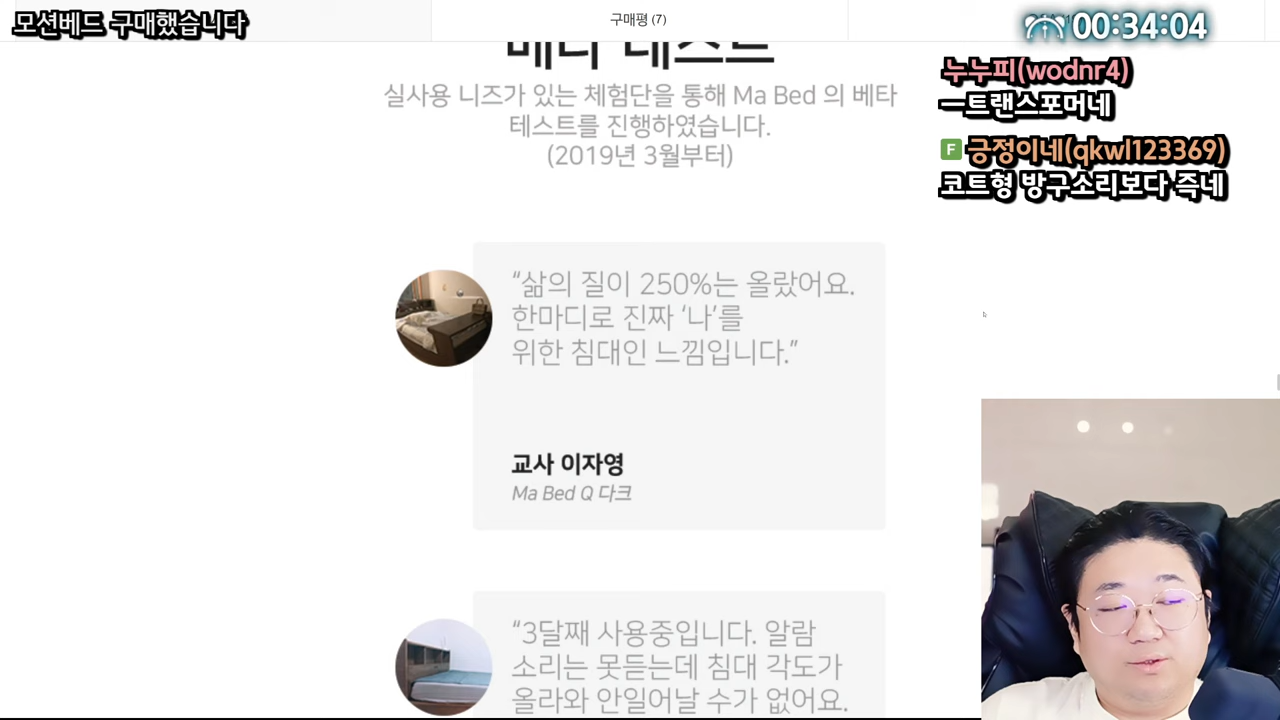 모션베드 구매했습니다
구매평 (7)
00:34:04
베타 테스트
실사용 니즈가 있는 체험단을 통해 Ma Bed 의 베타
테스트를 진행하였습니다.
(2019년 3월부터)
누누피(wodnr4)
ㅡ트랜스포머네
F 긍정이네(qkwl123369)
코트형 방구소리보다 즉네
“삶의 질이 250%는 올랐어요.
한마디로 진짜 ‘나’를
위한 침대인 느낌입니다.”
교사 이자영
Ma Bed Q 다크
“3달째 사용중입니다. 알람
소리는 못듣는데 침대 각도가
올라와 안일어날 수가 없어요.